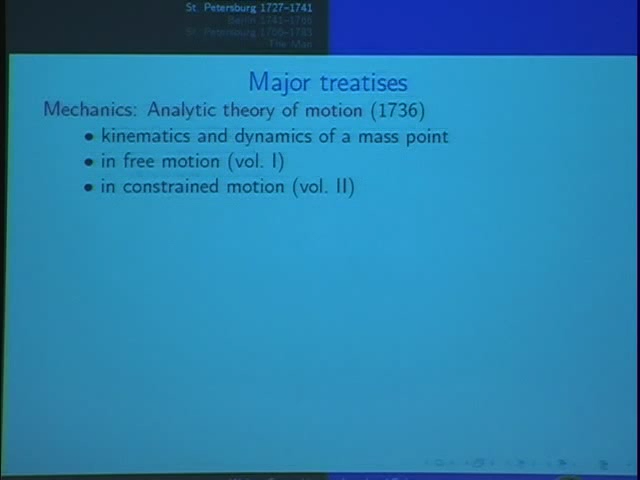 St. Petersburg 1727–1741
Berlin 1741–1766
St. Petersburg 1766–1783
The Man
Major treatises
Mechanics: Analytic theory of motion (1736)
• kinematics and dynamics of a mass point
• in free motion (vol. I)
• in constrained motion (vol. II)